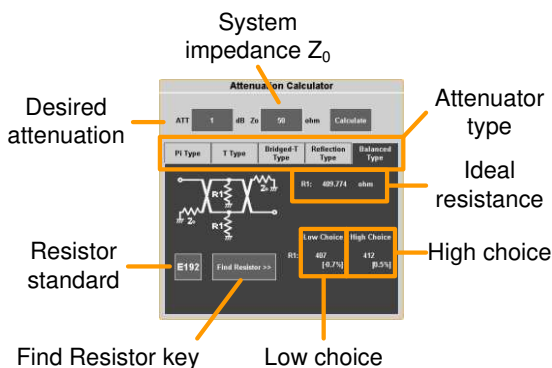 System
impedance Z₀
Attenuation Calculator
Desired
attenuation
ATT 1 dB Zo 50 ohm Calculate
Attenuator
type
PI Type T Type Bridged-T Type Reflection Type Balanced Type
R1: 409.774 ohm
Ideal
resistance
Zo
R1
Zo
R1
Low Choice High Choice
R1: 407 412
[-0.7%] [0.5%]
High choice
Resistor
standard
E192 Find Resistor >>
Find Resistor key
Low choice